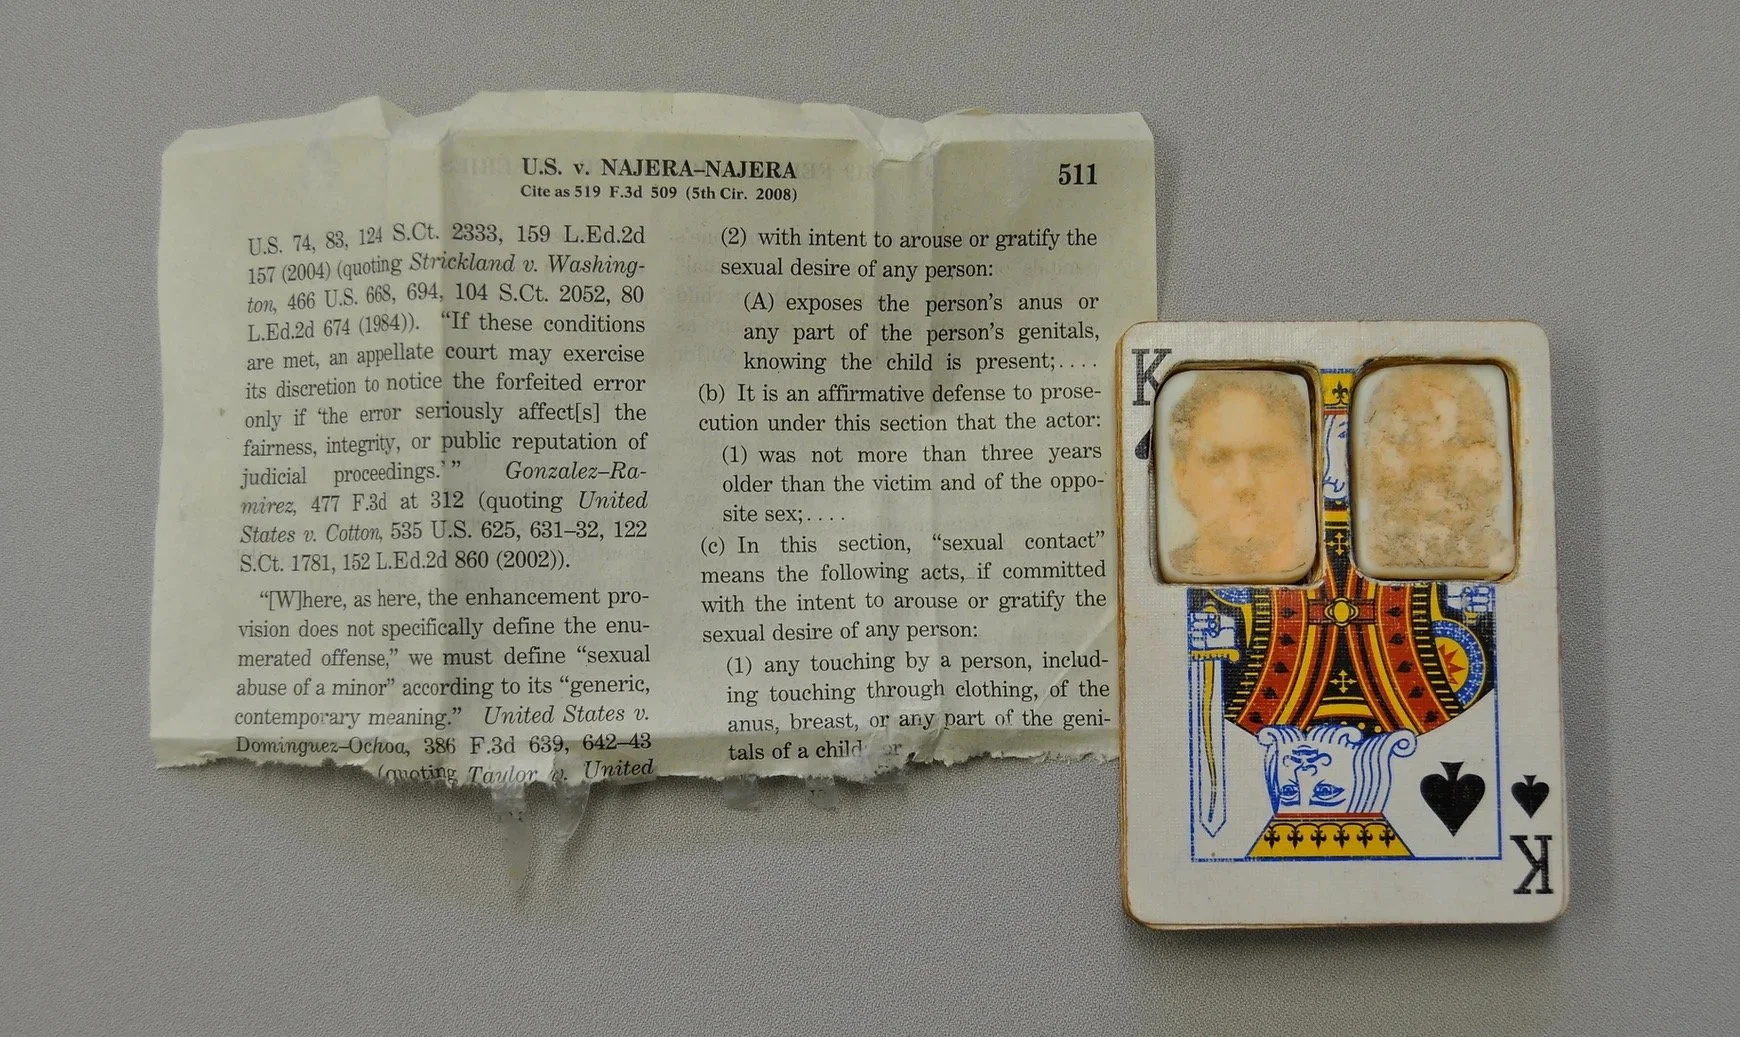 U.S. v. NAJERA–NAJERA
Cite as 519 F.3d 509 (5th Cir. 2008)
511
U.S. 74, 83, 124 S.Ct. 2333, 159 L.Ed.2d
157 (2004) (quoting Strickland v. Washing-
ton, 466 U.S. 668, 694, 104 S.Ct. 2052, 80
L.Ed.2d 674 (1984)). “If these conditions
are met, an appellate court may exercise
its discretion to notice the forfeited error
only if ‘the error seriously affect[s] the
fairness, integrity, or public reputation of
judicial proceedings.’ ” Gonzalez–Ra-
mirez, 477 F.3d at 312 (quoting United
States v. Cotton, 535 U.S. 625, 631–32, 122
S.Ct. 1781, 152 L.Ed.2d 860 (2002)).
“[W]here, as here, the enhancement pro-
vision does not specifically define the enu-
merated offense,” we must define “sexual
abuse of a minor” according to its “generic,
contemporary meaning.” United States v.
Dominguez–Ochoa, 386 F.3d 639, 642–43
(quoting Taylor v. United
(2) with intent to arouse or gratify the
sexual desire of any person:
(A) exposes the person’s anus or
any part of the person’s genitals,
knowing the child is present;. . . .
(b) It is an affirmative defense to prose-
cution under this section that the actor:
(1) was not more than three years
older than the victim and of the oppo-
site sex;. . . .
(c) In this section, “sexual contact”
means the following acts, if committed
with the intent to arouse or gratify the
sexual desire of any person:
(1) any touching by a person, includ-
ing touching through clothing, of the
anus, breast, or any part of the geni-
tals of a child or
K
K